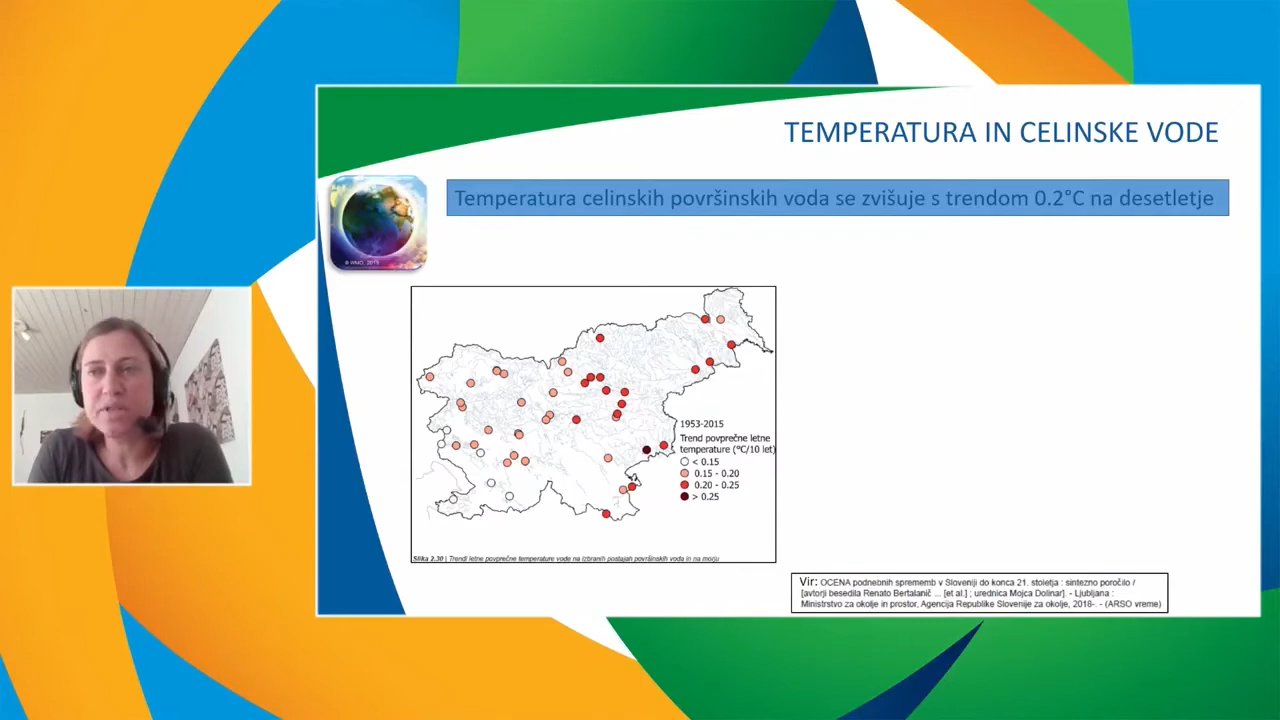 TEMPERATURA IN CELINSKE VODE
Temperatura celinskih površinskih voda se zvišuje s trendom 0.2°C na desetletje
© WMO, 2015
1953-2015
Trend povprečne letne
temperature (°C/10 let)
< 0.15
0.15 - 0.20
0.20 - 0.25
> 0.25
Slika 2.30 | Trendi letne povprečne temperature vode na izbranih postajah površinskih voda in na morju
Vir: OCENA podnebnih sprememb v Sloveniji do konca 21. stoletja : sintezno poročilo /
[avtorji besedila Renato Bertalanič ... [et al.] ; urednica Mojca Dolinar]. - Ljubljana :
Ministrstvo za okolje in prostor, Agencija Republike Slovenije za okolje, 2018-. - (ARSO vreme)